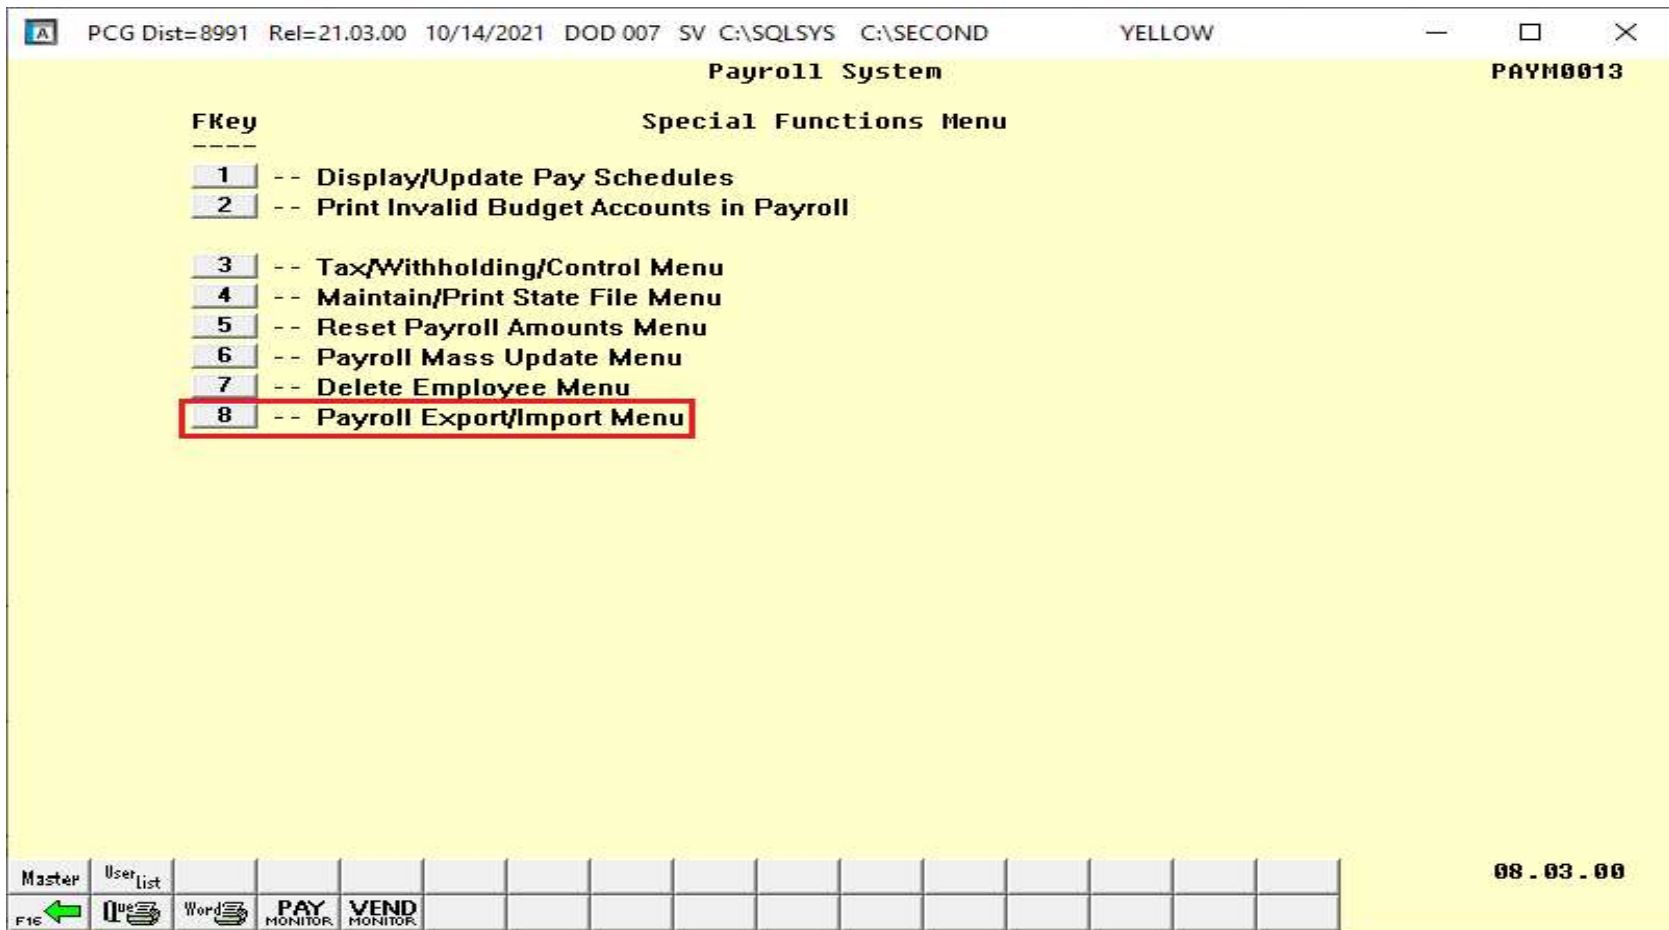 PCG Dist=8991 Rel=21.03.00 10/14/2021 DOD 007 SV C:\SQLSYS C:\SECOND YELLOW
Payroll System PAYM0013
FKey Special Functions Menu
----
1 -- Display/Update Pay Schedules
2 -- Print Invalid Budget Accounts in Payroll
3 -- Tax/Withholding/Control Menu
4 -- Maintain/Print State File Menu
5 -- Reset Payroll Amounts Menu
6 -- Payroll Mass Update Menu
7 -- Delete Employee Menu
8 -- Payroll Export/Import Menu
Master User list 08.03.00
F16 Que Word PAY MONITOR VEND MONITOR